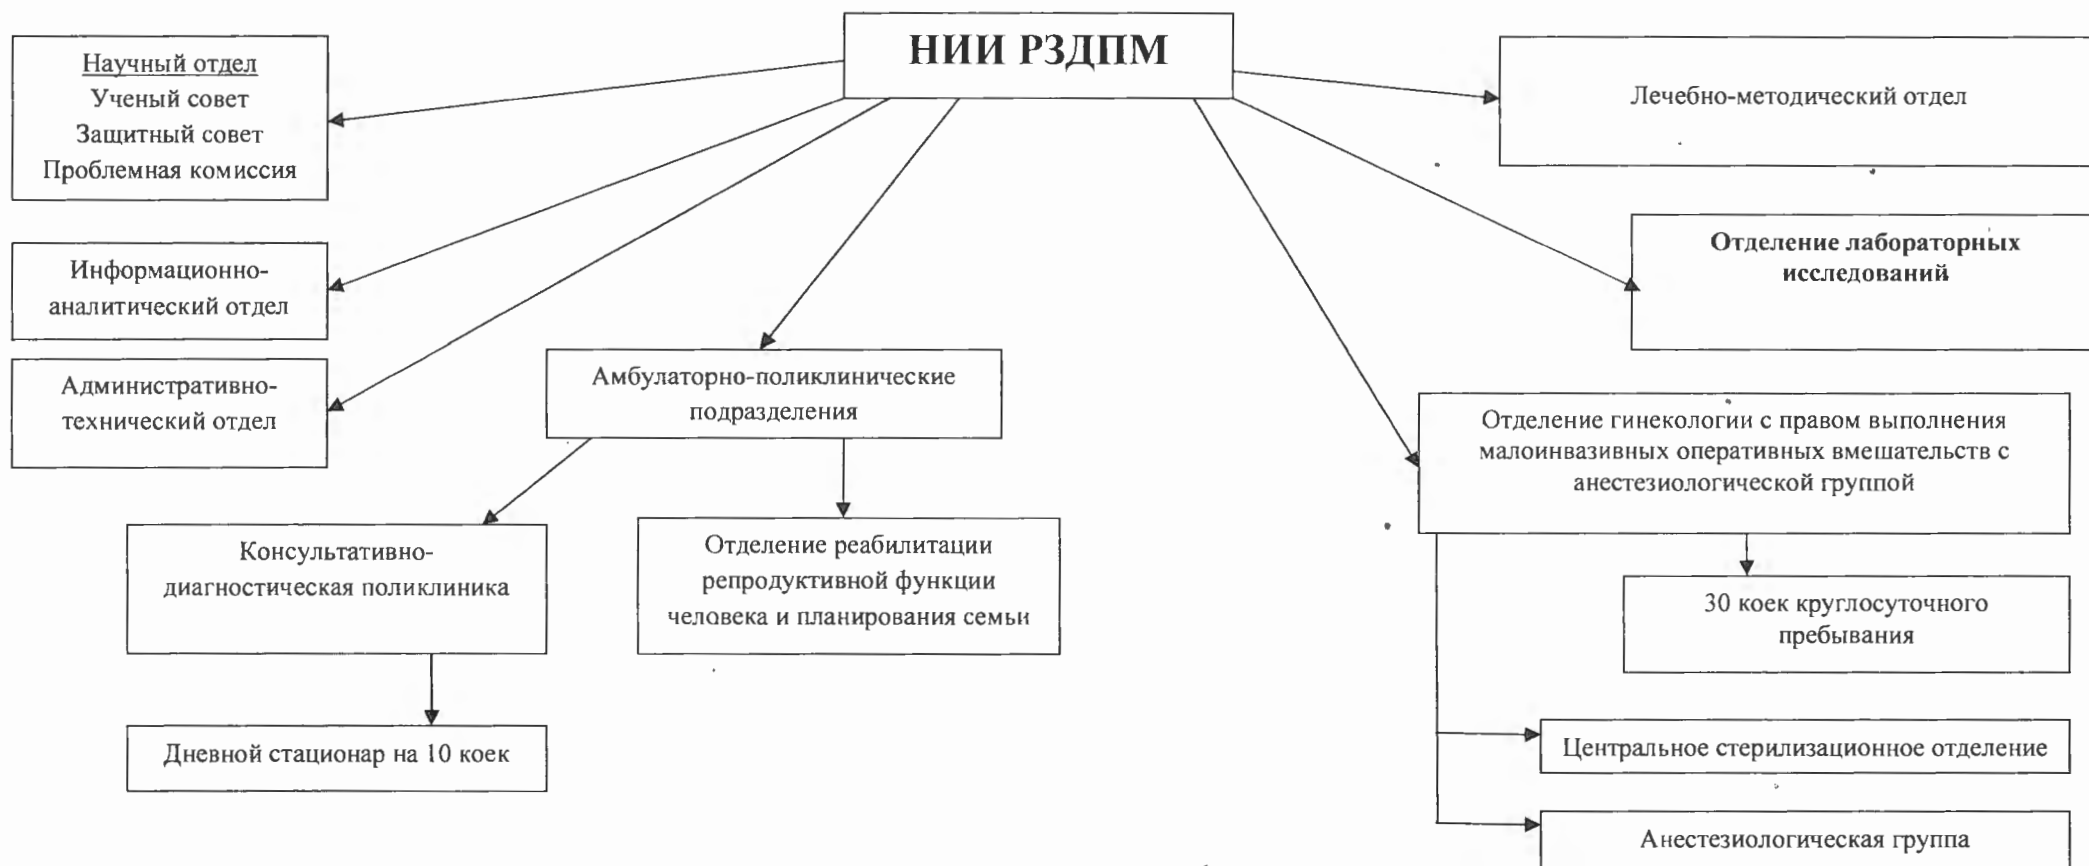 НИИ РЗДПМ
Научный отдел
Ученый совет
Защитный совет
Проблемная комиссия
Лечебно-методический отдел
Отделение лабораторных
исследований
Информационно-
аналитический отдел
Административно-
технический отдел
Амбулаторно-поликлинические
подразделения
Отделение гинекологии с правом выполнения
малоинвазивных оперативных вмешательств с
анестезиологической группой
Консультативно-
диагностическая поликлиника
Отделение реабилитации
репродуктивной функции
человека и планирования семьи
30 коек круглосуточного
пребывания
Дневной стационар на 10 коек
Центральное стерилизационное отделение
Анестезиологическая группа